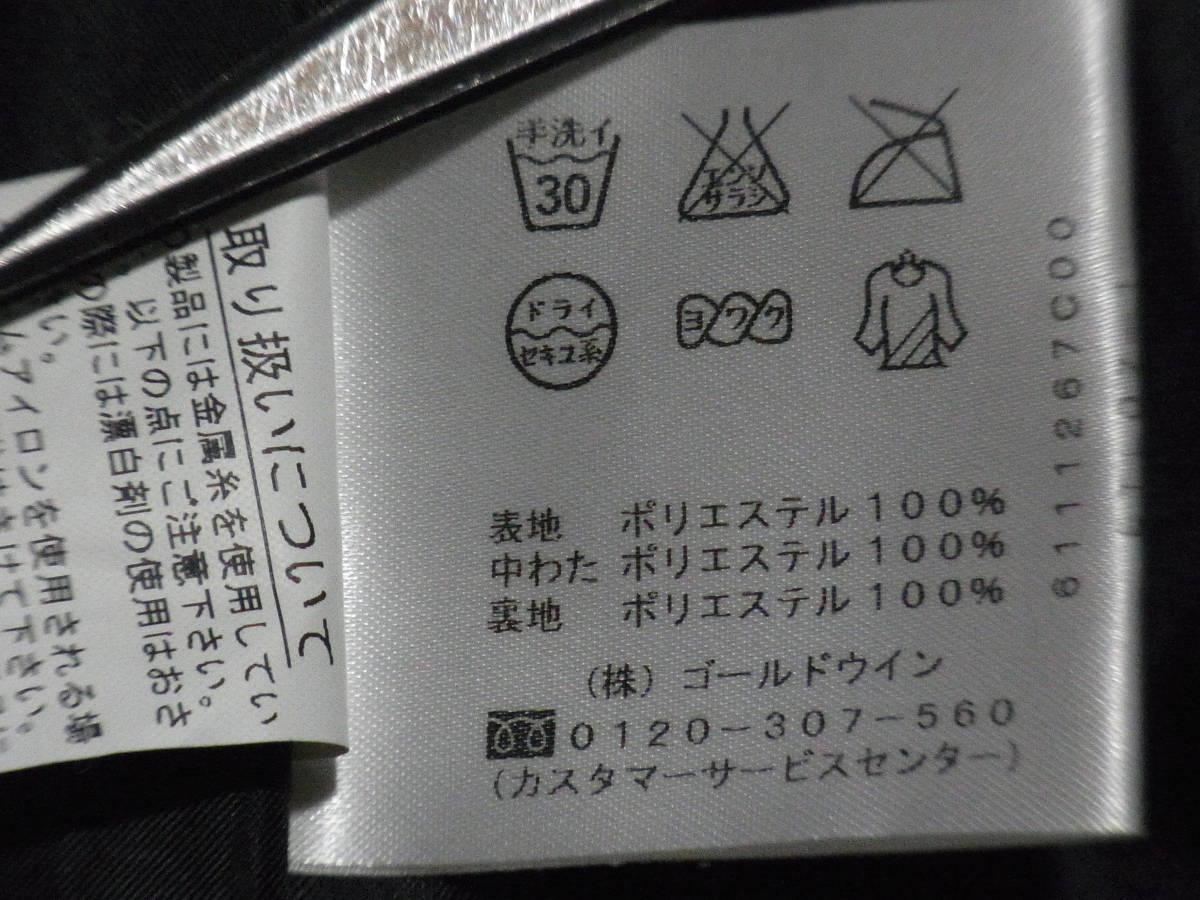 手洗イ
30
エンソ
サラシ
ドライ
セキユ系
ヨワク
表地 ポリエステル100%
中わた ポリエステル100%
裏地 ポリエステル100%
(株) ゴールドウイン
0120-307-560
(カスタマーサービスセンター)
6111267C00
取り扱いについて
製品には金属糸を使用してい
以下の点にご注意下さい。
の際には漂白剤の使用はおさ
い。
アイロンを使用される場
けて下さい。